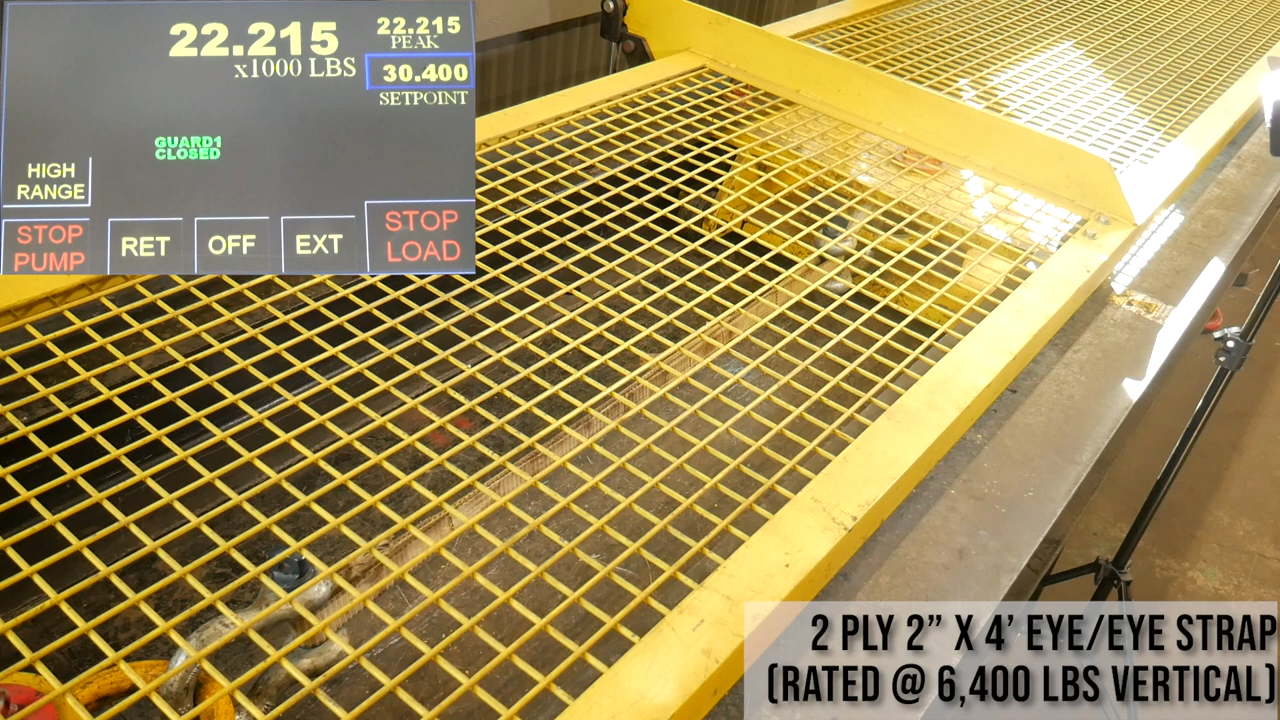 22.215
x1000 LBS
22.215
PEAK
30.400
SETPOINT
GUARD1
CLOSED
HIGH
RANGE
STOP
PUMP
RET
OFF
EXT
STOP
LOAD
2 PLY 2” X 4’ EYE/EYE STRAP
(RATED @ 6,400 LBS VERTICAL)